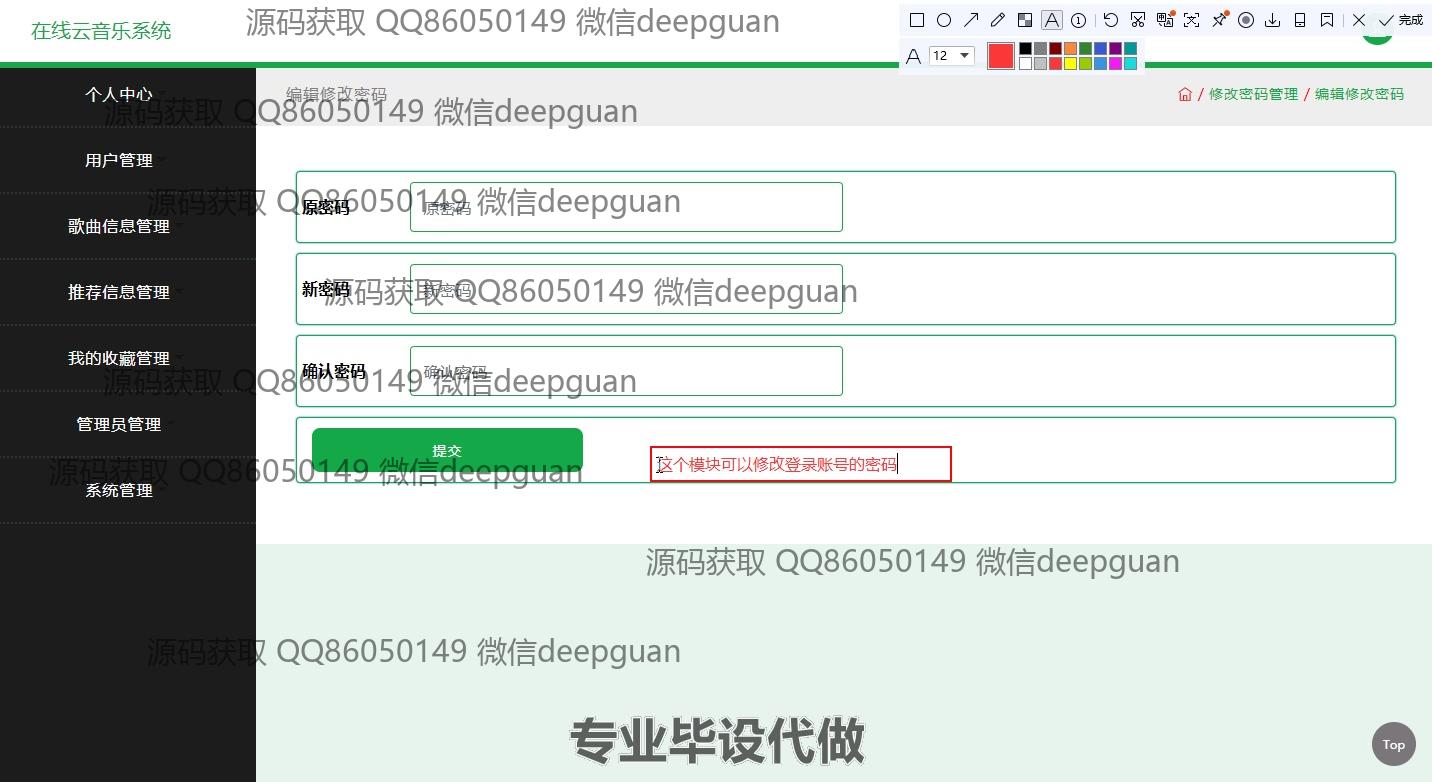 在线云音乐系统
源码获取 QQ86050149 微信deepguan
完成
12
个人中心
编辑修改密码
/ 修改密码管理 / 编辑修改密码
源码获取 QQ86050149 微信deepguan
用户管理
源码获取 QQ86050149 微信deepguan
原密码
原密码
歌曲信息管理
新密码
新密码
源码获取 QQ86050149 微信deepguan
推荐信息管理
我的收藏管理
确认密码
确认密码
源码获取 QQ86050149 微信deepguan
管理员管理
提交
这个模块可以修改登录账号的密码
源码获取 QQ86050149 微信deepguan
系统管理
源码获取 QQ86050149 微信deepguan
源码获取 QQ86050149 微信deepguan
专业毕设代做
Top